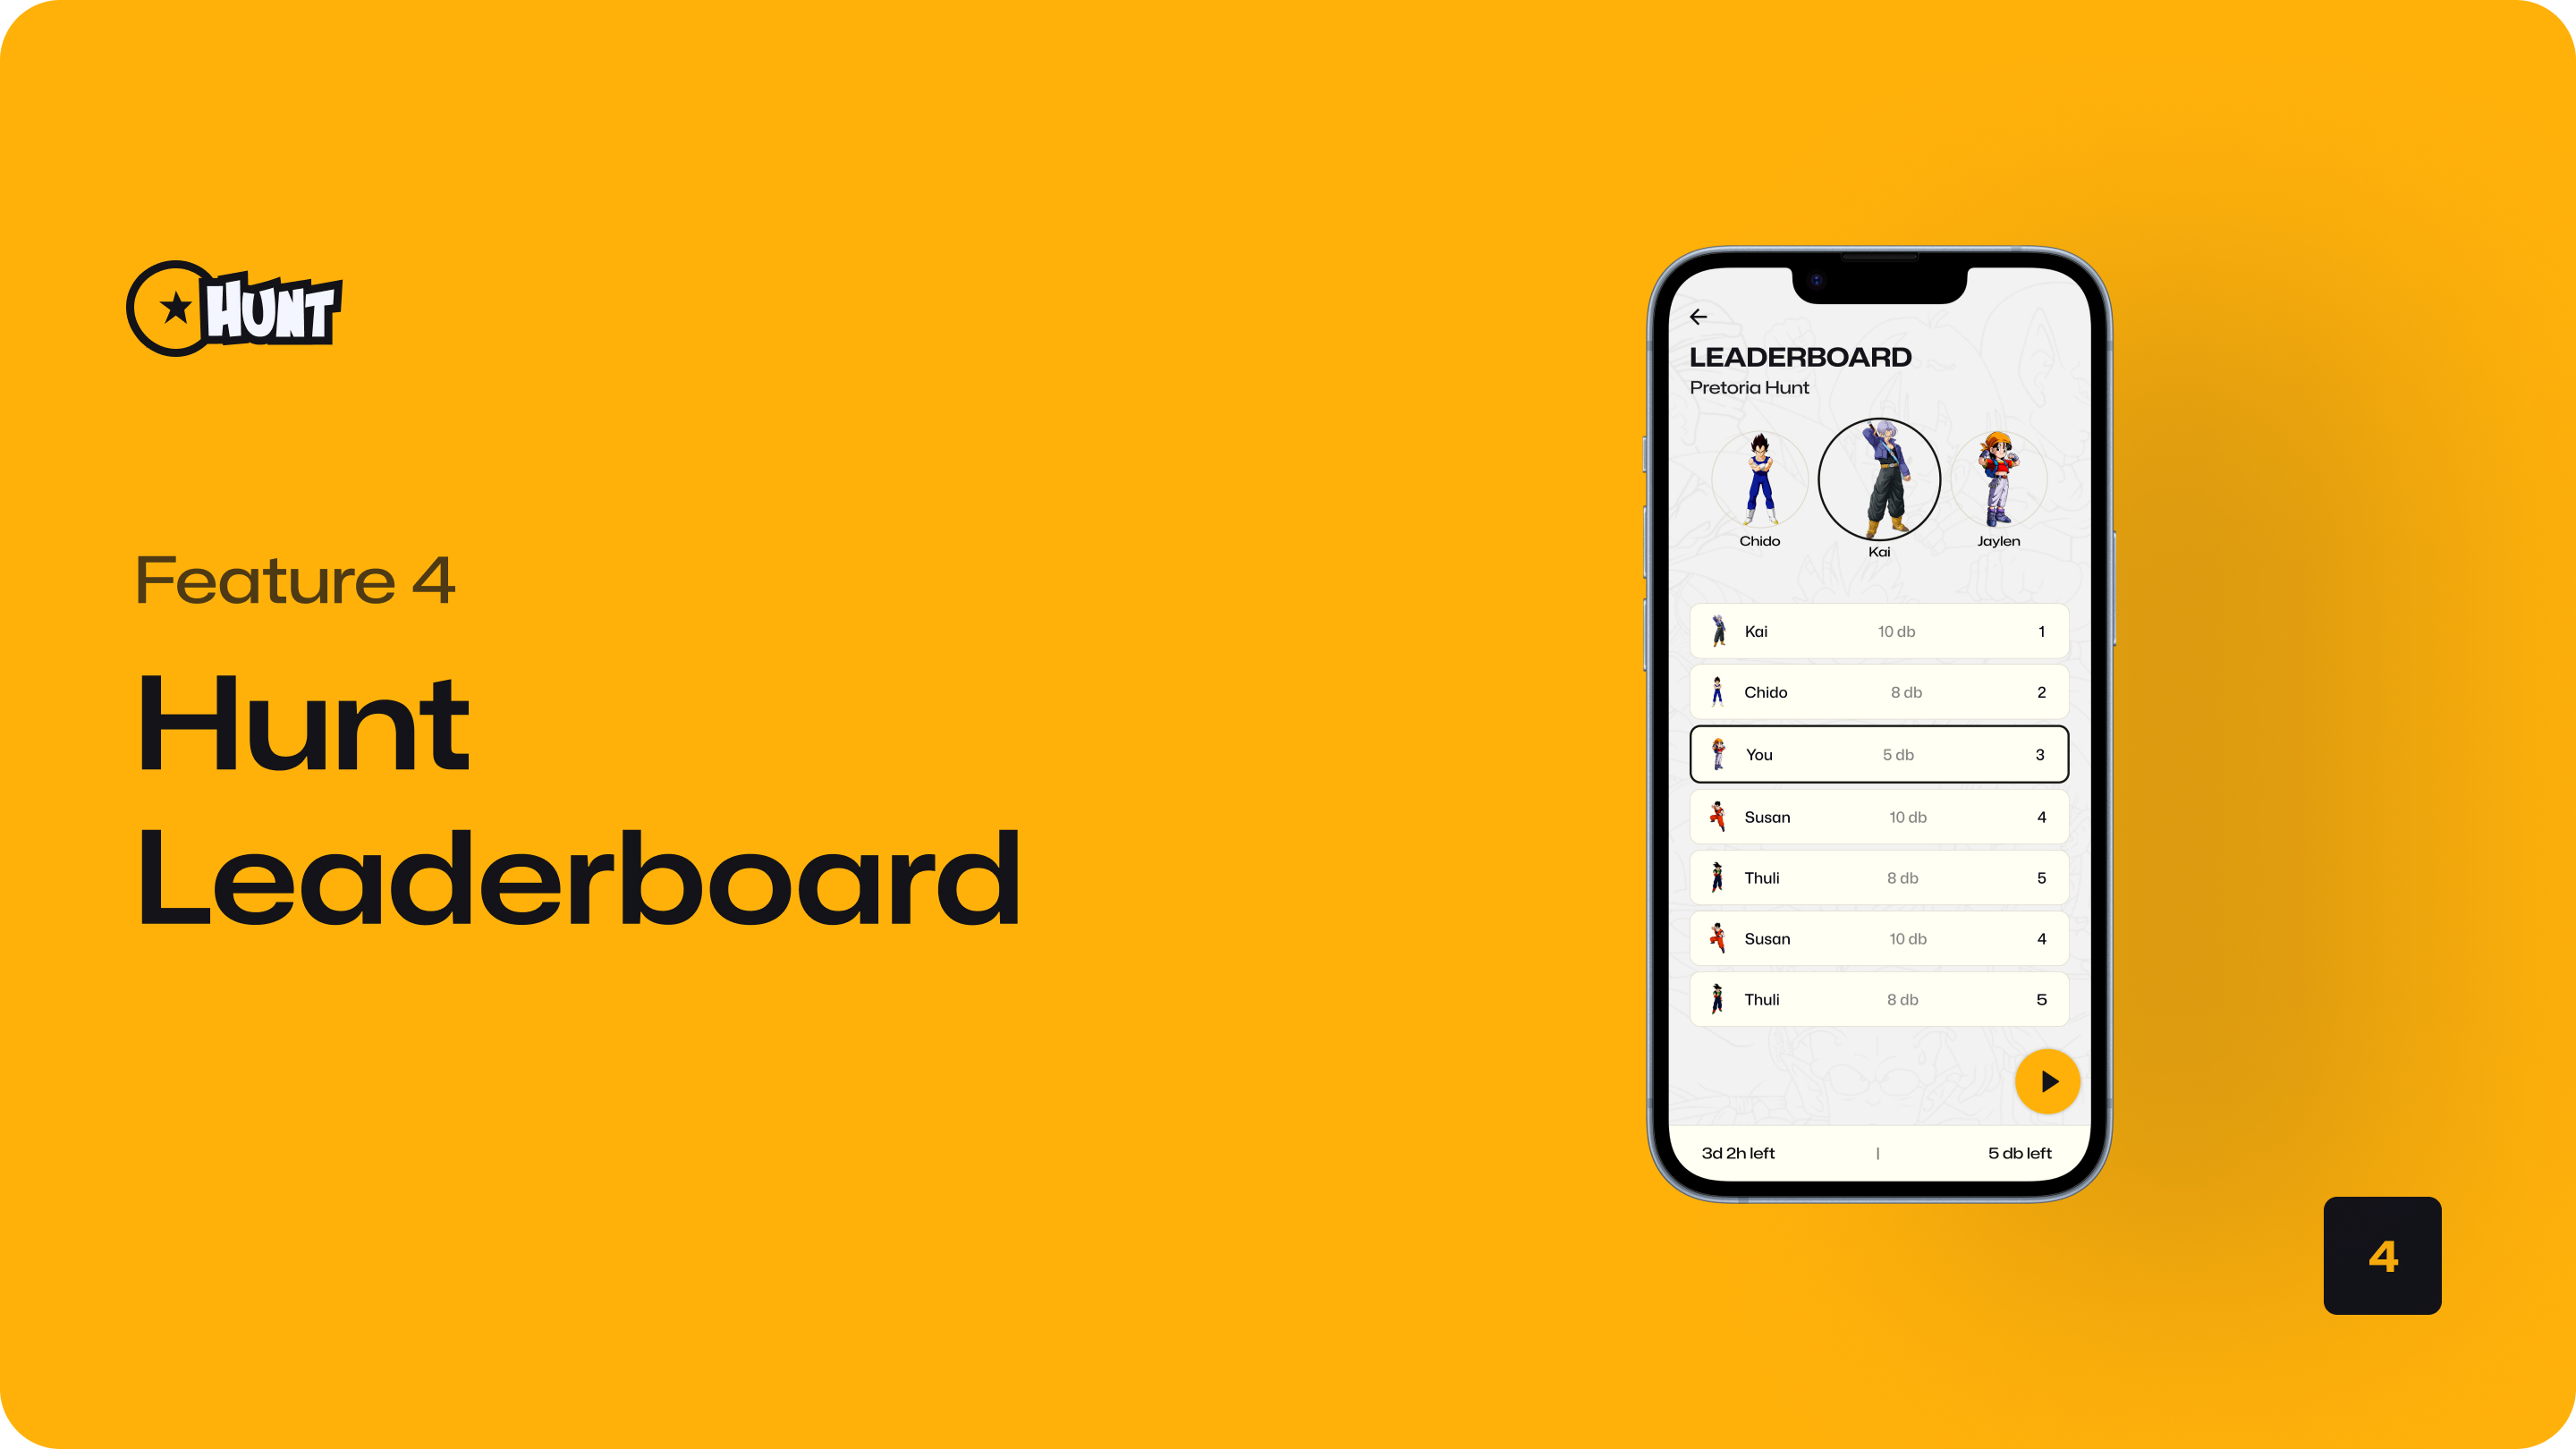 HUNT
Feature 4
Hunt
Leaderboard
LEADERBOARD
Pretoria Hunt
Chido
Kai
Jaylen
Kai 10 db 1
Chido 8 db 2
You 5 db 3
Susan 10 db 4
Thuli 8 db 5
Susan 10 db 4
Thuli 8 db 5
3d 2h left | 5 db left
4